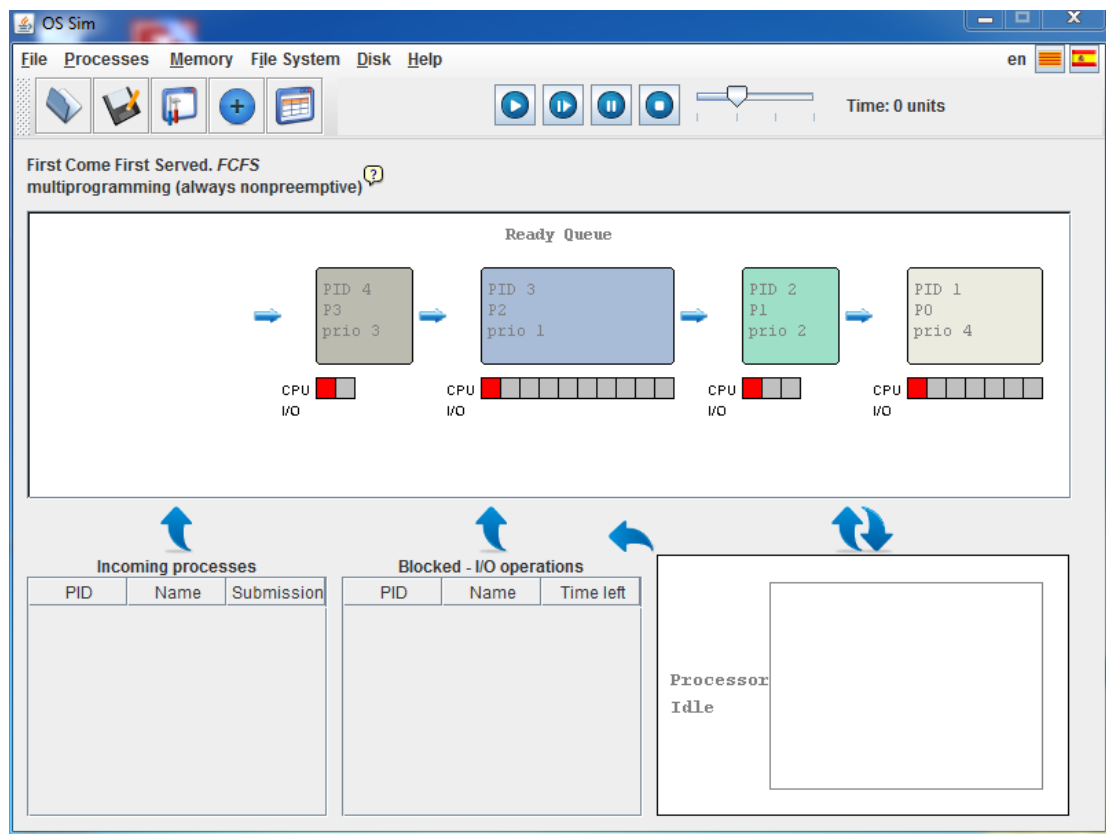 OS Sim
File Processes Memory File System Disk Help en
Time: 0 units
First Come First Served. FCFS
multiprogramming (always nonpreemptive) ?
Ready Queue
PID 4
P3
prio 3
CPU
I/O
PID 3
P2
prio 1
CPU
I/O
PID 2
P1
prio 2
CPU
I/O
PID 1
P0
prio 4
CPU
I/O
Incoming processes
PID Name Submission
Blocked - I/O operations
PID Name Time left
Processor
Idle